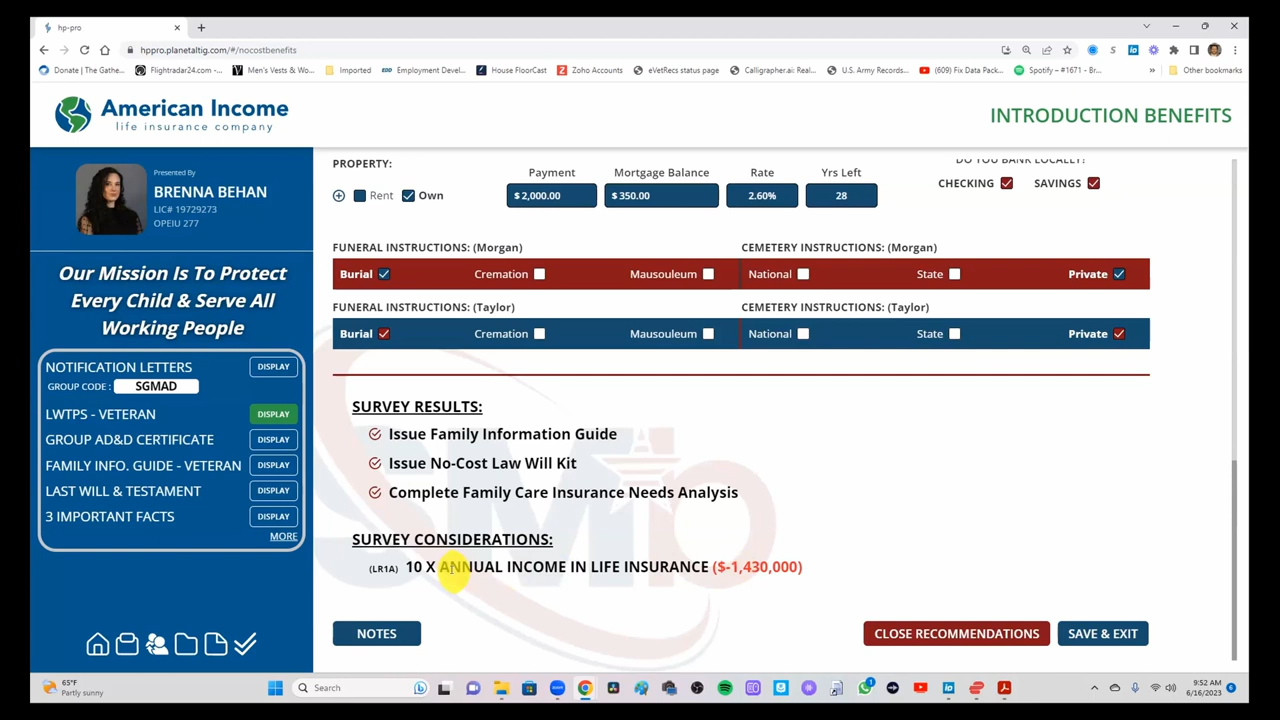 hp-pro
hppro.planetaltig.com/#/nocostbenefits
Donate | The Gathe...
Flightradar24.com -...
Men's Vests & Wo...
Imported
EDD Employment Devel...
House FloorCast
Zoho Accounts
eVetRecs status page
Calligrapher.ai: Real...
U.S. Army Records...
(609) Fix Data Pack...
Spotify – #1671 - Br...
Other bookmarks
American Income
life insurance company
INTRODUCTION BENEFITS
Presented By
BRENNA BEHAN
LIC# 19729273
OPEIU 277
Our Mission Is To Protect
Every Child & Serve All
Working People
NOTIFICATION LETTERS DISPLAY
GROUP CODE : SGMAD
LWTPS - VETERAN DISPLAY
GROUP AD&D CERTIFICATE DISPLAY
FAMILY INFO. GUIDE - VETERAN DISPLAY
LAST WILL & TESTAMENT DISPLAY
3 IMPORTANT FACTS DISPLAY
MORE
PROPERTY:
Payment Mortgage Balance Rate Yrs Left
Rent Own $ 2,000.00 $ 350.00 2.60% 28
DO YOU BANK LOCALLY?
CHECKING SAVINGS
FUNERAL INSTRUCTIONS: (Morgan) CEMETERY INSTRUCTIONS: (Morgan)
Burial Cremation Mausoleum National State Private
FUNERAL INSTRUCTIONS: (Taylor) CEMETERY INSTRUCTIONS: (Taylor)
Burial Cremation Mausoleum National State Private
SURVEY RESULTS:
Issue Family Information Guide
Issue No-Cost Law Will Kit
Complete Family Care Insurance Needs Analysis
SURVEY CONSIDERATIONS:
(LR1A) 10 X ANNUAL INCOME IN LIFE INSURANCE ($-1,430,000)
NOTES CLOSE RECOMMENDATIONS SAVE & EXIT
65°F
Partly sunny
Search
9:52 AM
6/16/2023